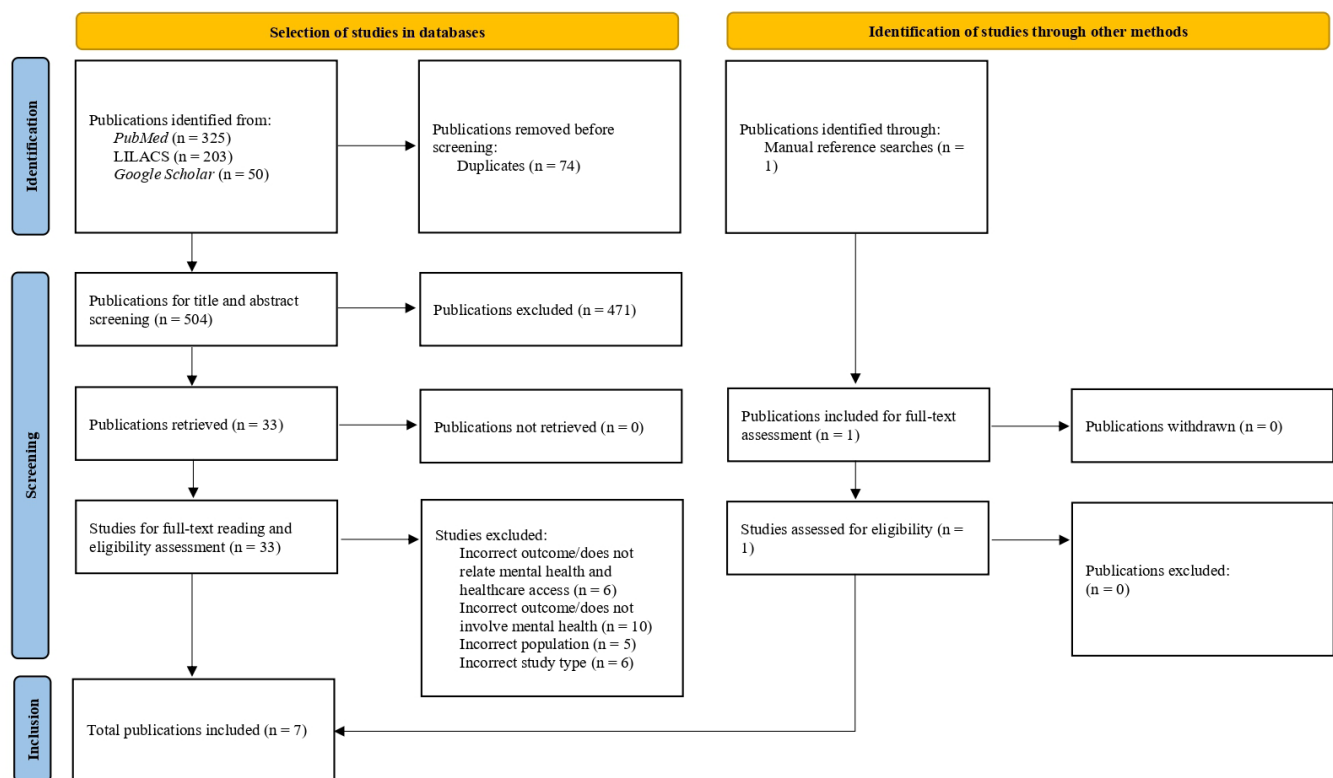 Selection of studies in databases
Identification of studies through other methods
Identification
Publications identified from:
PubMed (n = 325)
LILACS (n = 203)
Google Scholar (n = 50)
Publications removed before
screening:
Duplicates (n = 74)
Publications identified through:
Manual reference searches (n =
1)
Screening
Publications for title and abstract
screening (n = 504)
Publications excluded (n = 471)
Publications retrieved (n = 33)
Publications not retrieved (n = 0)
Publications included for full-text
assessment (n = 1)
Publications withdrawn (n = 0)
Studies for full-text reading and
eligibility assessment (n = 33)
Studies excluded:
Incorrect outcome/does not
relate mental health and
healthcare access (n = 6)
Incorrect outcome/does not
involve mental health (n = 10)
Incorrect population (n = 5)
Incorrect study type (n = 6)
Studies assessed for eligibility (n =
1)
Publications excluded:
(n = 0)
Inclusion
Total publications included (n = 7)